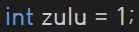 int zulu = 1;